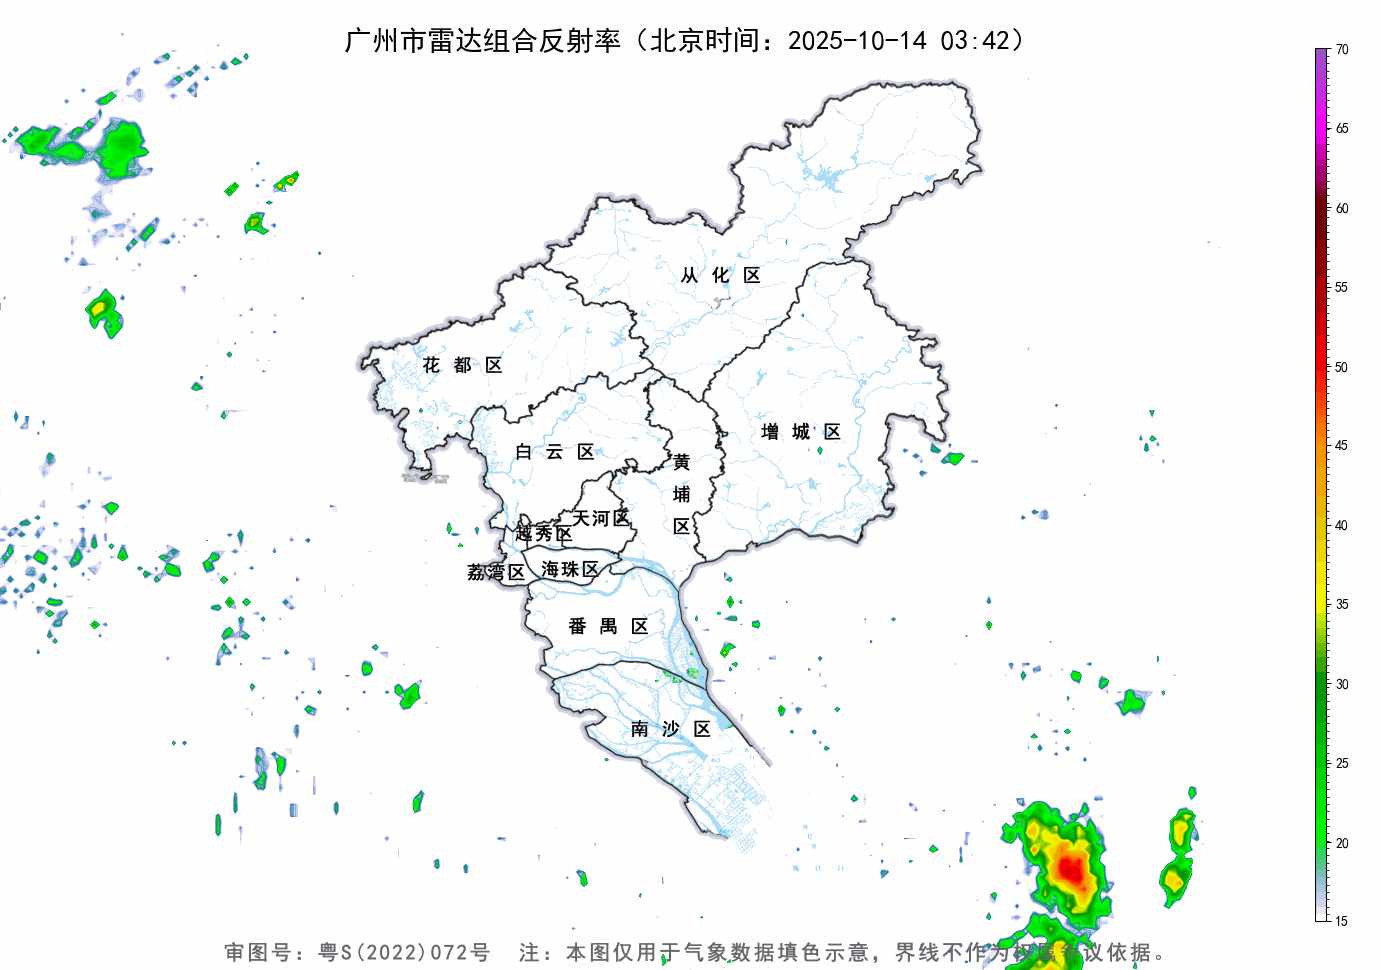 广州市雷达组合反射率（北京时间：2025-10-14 03:42）
70
65
60
55
50
45
40
35
30
25
20
15
从化区
花都区
增城区
白云区
黄埔区
天河区
越秀区
荔湾区
海珠区
番禺区
南沙区
审图号：粤S(2022)072号 注：本图仅用于气象数据填色示意，界线不作为权属争议依据。